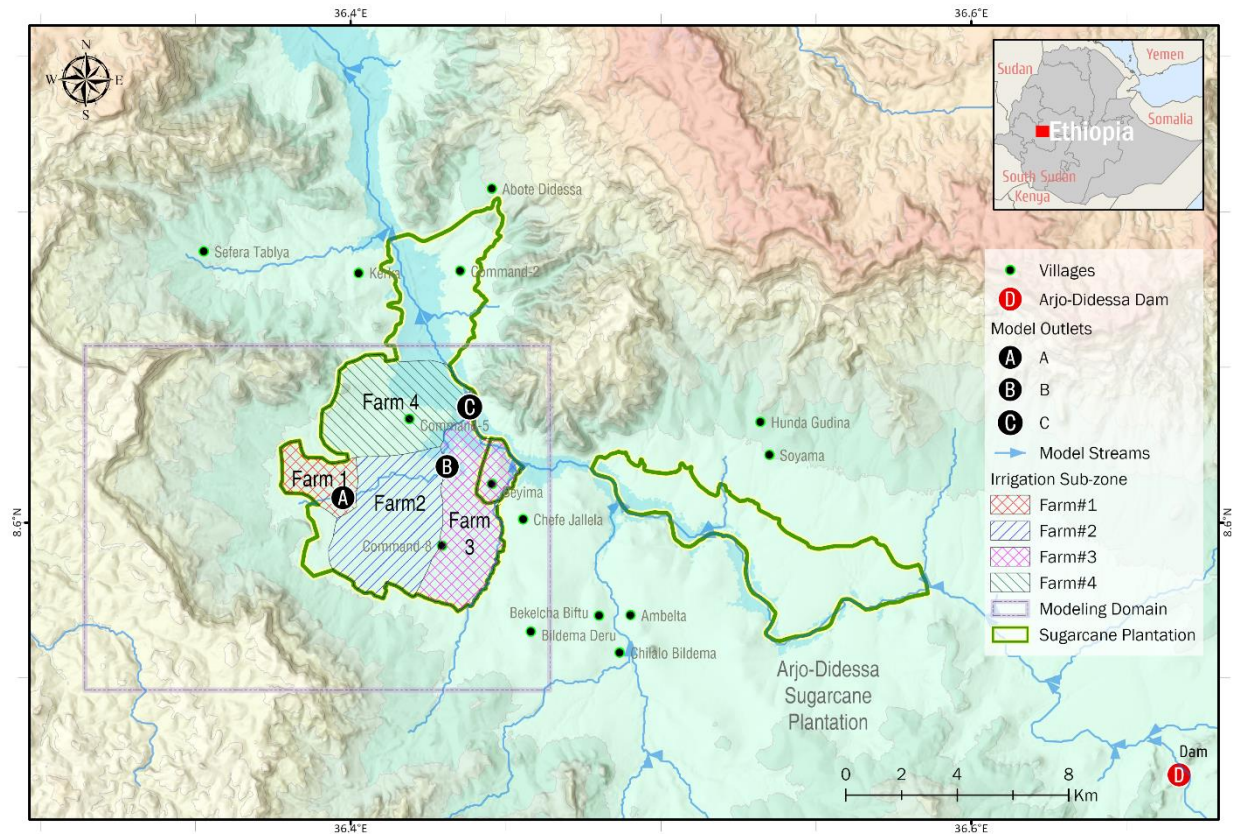 36.4°E
36.6°E
N
W
E
S
Sudan
Yemen
Ethiopia
Somalia
South Sudan
Kenya
Abote Didessa
Sefera Tablya
Kerka
Command-2
Villages
D
Arjo-Didessa Dam
Model Outlets
A
A
B
B
C
C
Model Streams
Irrigation Sub-zone
Farm#1
Farm#2
Farm#3
Farm#4
Modeling Domain
Sugarcane Plantation
Farm 4
C
Command-5
Hunda Gudina
Soyama
B
Farm 1
A
Farm2
Seyima
Farm
3
Chefe Jallela
Command-8
8.6°N
8.6°N
Bekelcha Biftu
Ambelta
Bildema Deru
Chilalo Bildema
Arjo-Didessa
Sugarcane
Plantation
Dam
D
0 2 4 8
Km
36.4°E
36.6°E